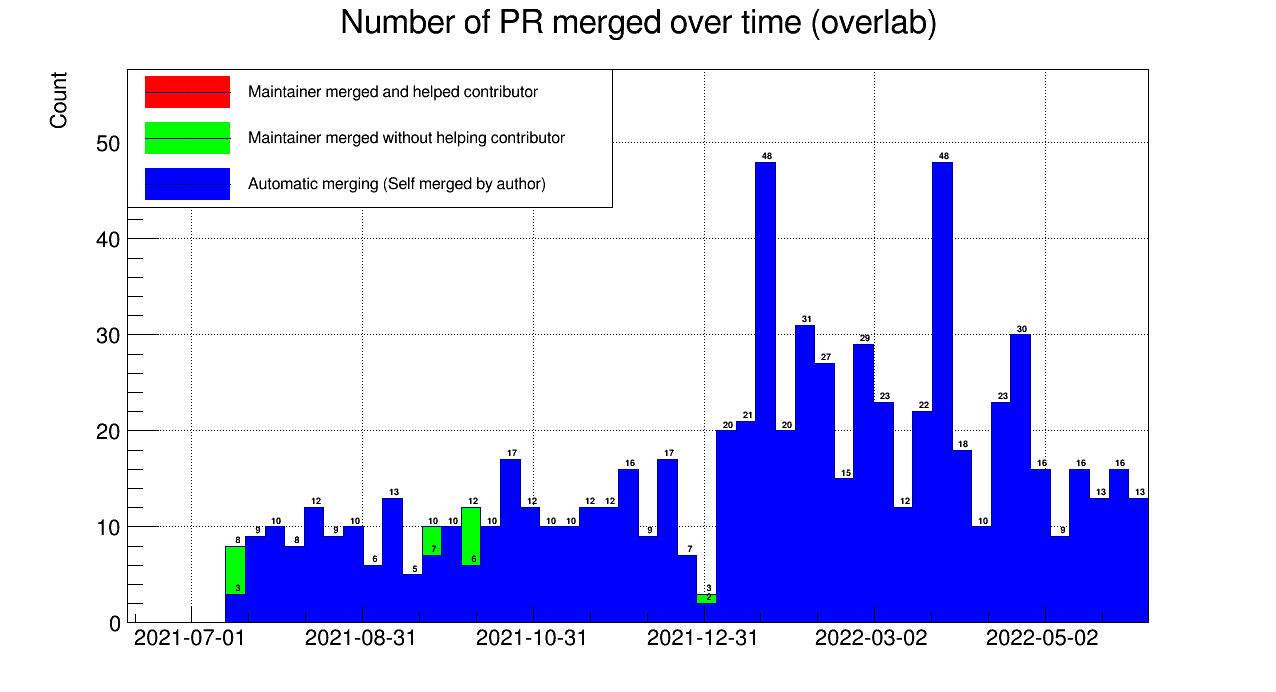 Number of PR merged over time (overlab)
Count
Maintainer merged and helped contributor
Maintainer merged without helping contributor
Automatic merging (Self merged by author)
50
40
30
20
10
0
8 3 9 10 8 12 9 10 6 13 5 10 7 10 12 6 10 17 12 10 10 12 12 16 9 17 7 3 2 20 21 48 20 31 27 15 29 23 12 22 48 18 10 23 30 16 9 16 13 16 13
2021-07-01 2021-08-31 2021-10-31 2021-12-31 2022-03-02 2022-05-02